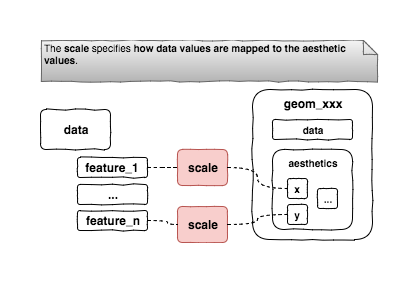 The scale specifies how data values are mapped to the aesthetic
values.
geom_xxx
data
data
aesthetics
feature_1
scale
x
...
...
feature_n
scale
y